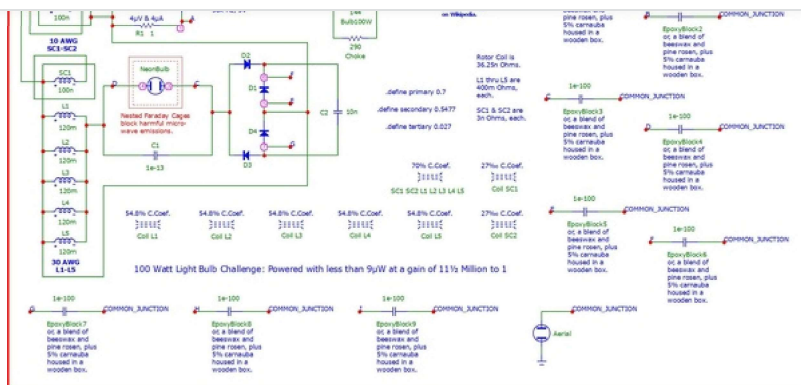 100n
4µV & 4µA
R1 1
A
Bulb100W
290
Choke
on Wikipedia.
10 AWG
SC1-SC2
SC1
100n
L1
120m
L2
120m
L3
120m
L4
120m
L5
120m
30 AWG
L1-L5
D
NeonBulb
C
Nested Faraday Cages
block harmful micro-
wave emissions.
C1
1e-13
D2
D1
D4
D3
F
E
G
C2
10n
.define primary 0.7
.define secondary 0.5477
.define tertiary 0.027
Rotor Coil is
36.25n Ohms.
L1 thru L5 are
400m Ohms,
each.
SC1 & SC2 are
3n Ohms, each.
70% C.Coef.
SC1 SC2 L1 L2 L3 L4 L5
27‰ C.Coef.
Coil SC1
54.8% C.Coef.
Coil L1
54.8% C.Coef.
Coil L2
54.8% C.Coef.
Coil L3
54.8% C.Coef.
Coil L4
54.8% C.Coef.
Coil L5
27‰ C.Coef.
Coil SC2
100 Watt Light Bulb Challenge: Powered with less than 9µW at a gain of 11½ Million to 1
beeswax and
pine rosen, plus
5% carnauba
housed in a
wooden box.
B
COMMON_JUNCTION
EpoxyBlock2
or, a blend of
beeswax and
pine rosen, plus
5% carnauba
housed in a
wooden box.
C
1e-100
COMMON_JUNCTION
EpoxyBlock3
or, a blend of
beeswax and
pine rosen, plus
5% carnauba
housed in a
wooden box.
D
1e-100
COMMON_JUNCTION
EpoxyBlock4
or, a blend of
beeswax and
pine rosen, plus
5% carnauba
housed in a
wooden box.
E
1e-100
COMMON_JUNCTION
EpoxyBlock5
or, a blend of
beeswax and
pine rosen, plus
5% carnauba
housed in a
wooden box.
F
1e-100
COMMON_JUNCTION
EpoxyBlock6
or, a blend of
beeswax and
pine rosen, plus
5% carnauba
housed in a
wooden box.
G
1e-100
COMMON_JUNCTION
EpoxyBlock7
or, a blend of
beeswax and
pine rosen, plus
5% carnauba
housed in a
wooden box.
H
1e-100
COMMON_JUNCTION
EpoxyBlock8
or, a blend of
beeswax and
pine rosen, plus
5% carnauba
housed in a
wooden box.
I
1e-100
COMMON_JUNCTION
EpoxyBlock9
or, a blend of
beeswax and
pine rosen, plus
5% carnauba
housed in a
wooden box.
COMMON_JUNCTION
Aerial